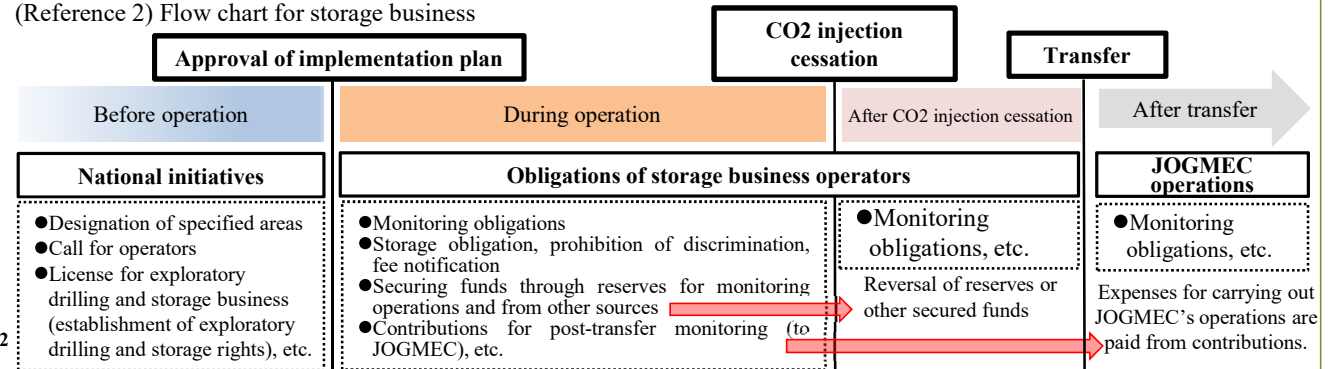 (Reference 2) Flow chart for storage business
Approval of implementation plan
CO2 injection
cessation
Transfer
Before operation
During operation
After CO2 injection cessation
After transfer
National initiatives
●Designation of specified areas
●Call for operators
●License for exploratory
drilling and storage business
(establishment of exploratory
drilling and storage rights), etc.
Obligations of storage business operators
●Monitoring obligations
●Storage obligation, prohibition of discrimination,
fee notification
●Securing funds through reserves for monitoring
operations and from other sources
●Contributions for post-transfer monitoring (to
JOGMEC), etc.
●Monitoring
obligations, etc.
Reversal of reserves or
other secured funds
JOGMEC
operations
●Monitoring
obligations, etc.
Expenses for carrying out
JOGMEC’s operations are
paid from contributions.
2